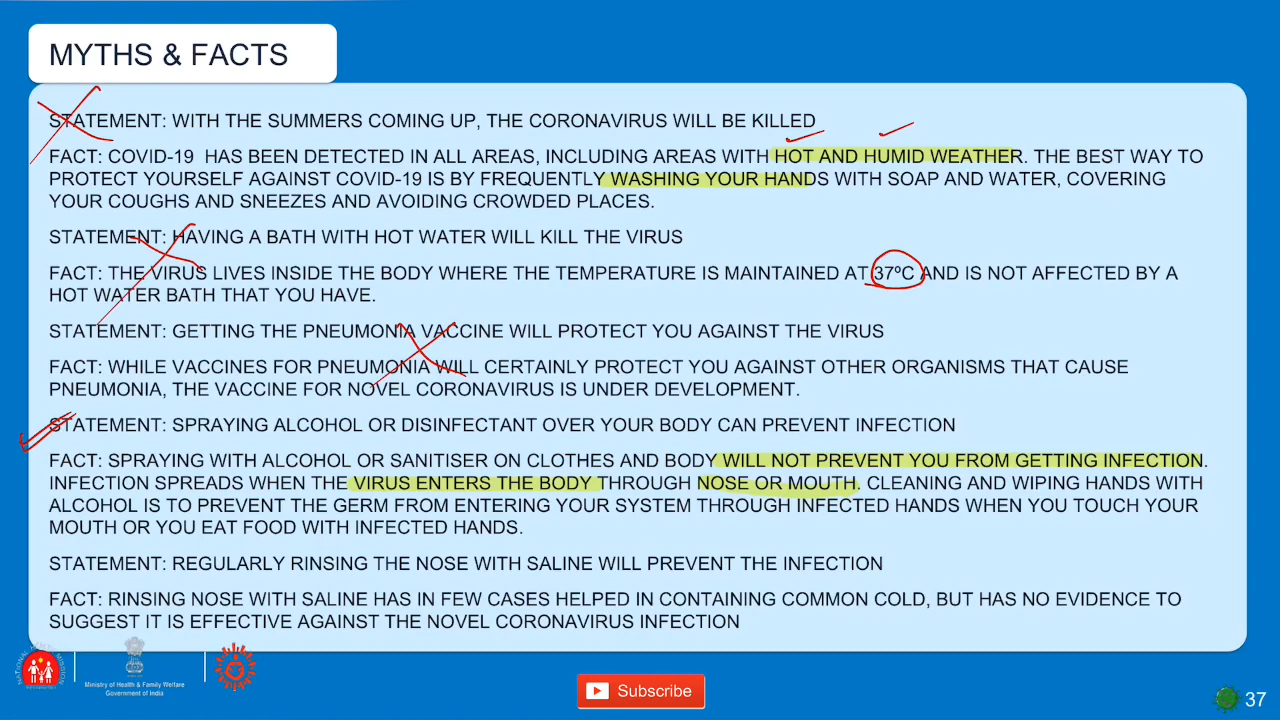 MYTHS & FACTS
STATEMENT: WITH THE SUMMERS COMING UP, THE CORONAVIRUS WILL BE KILLED
FACT: COVID-19 HAS BEEN DETECTED IN ALL AREAS, INCLUDING AREAS WITH HOT AND HUMID WEATHER. THE BEST WAY TO
PROTECT YOURSELF AGAINST COVID-19 IS BY FREQUENTLY WASHING YOUR HANDS WITH SOAP AND WATER, COVERING
YOUR COUGHS AND SNEEZES AND AVOIDING CROWDED PLACES.
STATEMENT: HAVING A BATH WITH HOT WATER WILL KILL THE VIRUS
FACT: THE VIRUS LIVES INSIDE THE BODY WHERE THE TEMPERATURE IS MAINTAINED AT 37ºC AND IS NOT AFFECTED BY A
HOT WATER BATH THAT YOU HAVE.
STATEMENT: GETTING THE PNEUMONIA VACCINE WILL PROTECT YOU AGAINST THE VIRUS
FACT: WHILE VACCINES FOR PNEUMONIA WILL CERTAINLY PROTECT YOU AGAINST OTHER ORGANISMS THAT CAUSE
PNEUMONIA, THE VACCINE FOR NOVEL CORONAVIRUS IS UNDER DEVELOPMENT.
STATEMENT: SPRAYING ALCOHOL OR DISINFECTANT OVER YOUR BODY CAN PREVENT INFECTION
FACT: SPRAYING WITH ALCOHOL OR SANITISER ON CLOTHES AND BODY WILL NOT PREVENT YOU FROM GETTING INFECTION.
INFECTION SPREADS WHEN THE VIRUS ENTERS THE BODY THROUGH NOSE OR MOUTH. CLEANING AND WIPING HANDS WITH
ALCOHOL IS TO PREVENT THE GERM FROM ENTERING YOUR SYSTEM THROUGH INFECTED HANDS WHEN YOU TOUCH YOUR
MOUTH OR YOU EAT FOOD WITH INFECTED HANDS.
STATEMENT: REGULARLY RINSING THE NOSE WITH SALINE WILL PREVENT THE INFECTION
FACT: RINSING NOSE WITH SALINE HAS IN FEW CASES HELPED IN CONTAINING COMMON COLD, BUT HAS NO EVIDENCE TO
SUGGEST IT IS EFFECTIVE AGAINST THE NOVEL CORONAVIRUS INFECTION
NATIONAL HEALTH MISSION
Ministry of Health & Family Welfare
Government of India
Subscribe
37